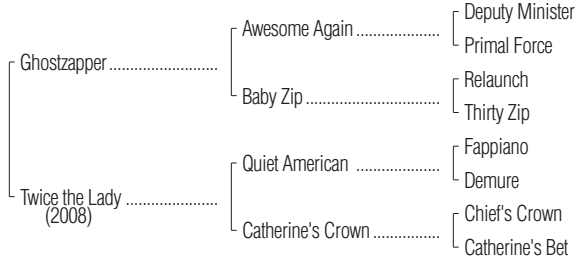 Deputy Minister
Awesome Again ..................
Primal Force
Ghostzapper ........................
Relaunch
Baby Zip .............................
Thirty Zip
Fappiano
Quiet American ..................
Demure
Twice the Lady ....................
(2008)
Chief's Crown
Catherine's Crown ..............
Catherine's Bet